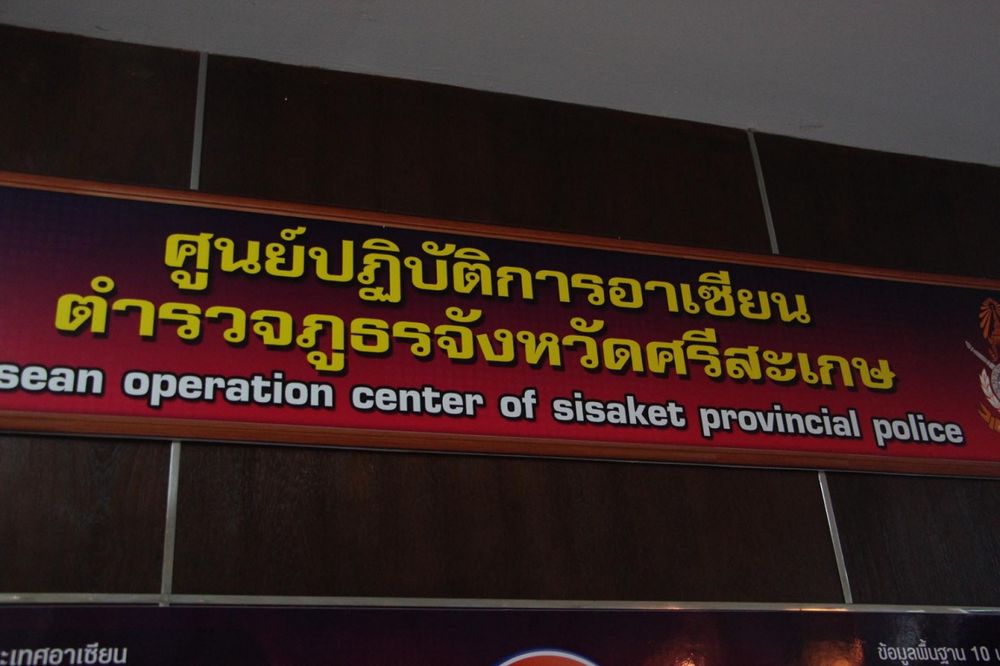 ศูนย์ปฏิบัติการอาเซียน
ตำรวจภูธรจังหวัดศรีสะเกษ
sean operation center of sisaket provincial police
ะเทศอาเซียน
ข้อมูลพื้นฐาน 10